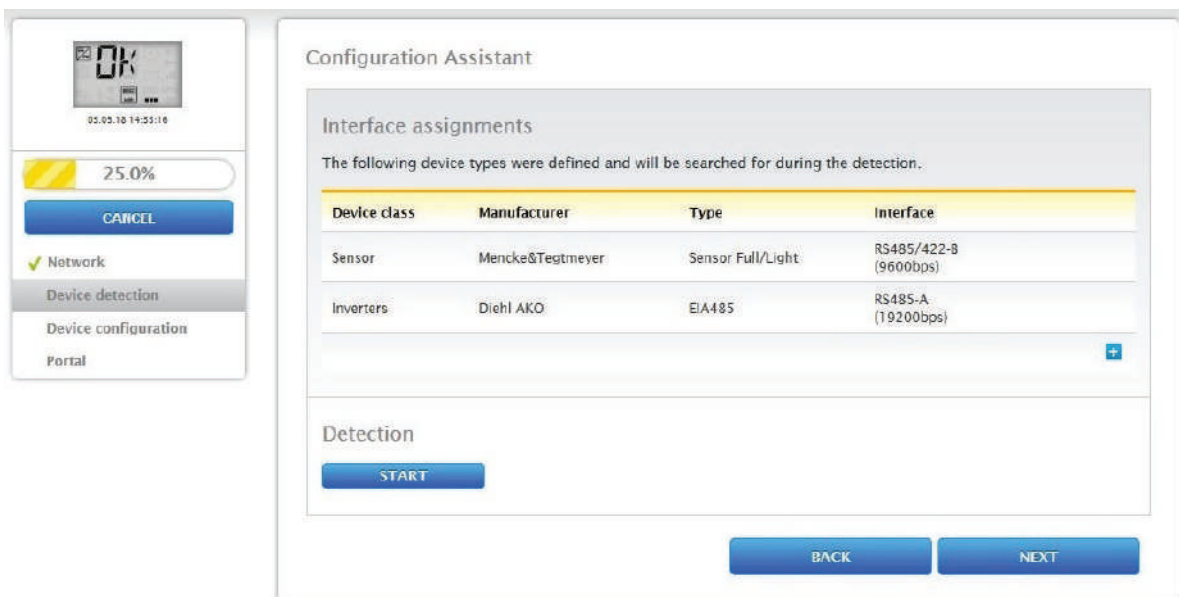 OK
03.05.18 14:53:16
25.0%
CANCEL
Network
Device detection
Device configuration
Portal
Configuration Assistant
Interface assignments
The following device types were defined and will be searched for during the detection.
Device class Manufacturer Type Interface
Sensor Mencke&Tegtmeyer Sensor Full/Light RS485/422-B
(9600bps)
Inverters Diehl AKO EIA485 RS485-A
(19200bps)
Detection
START
BACK NEXT